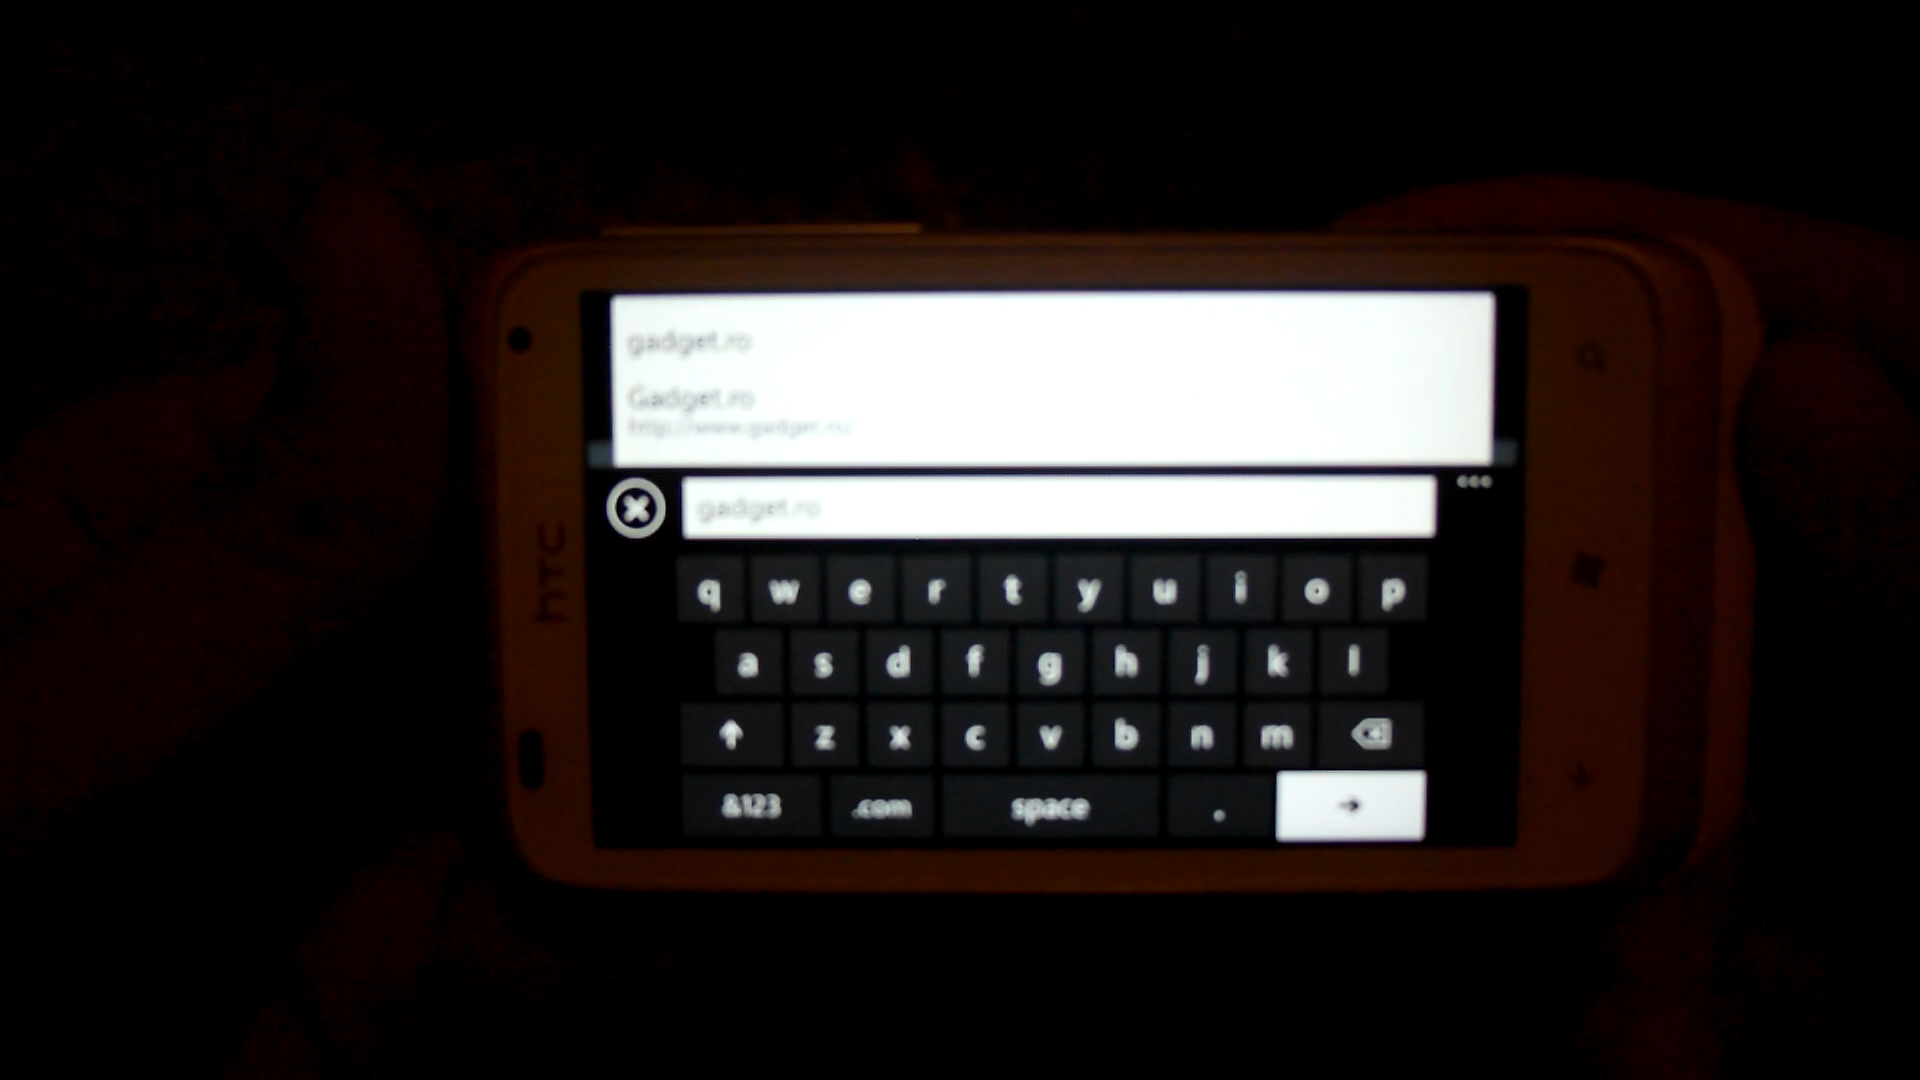 gadget.ro
Gadget.ro
http://www.gadget.ro/
gadget.ro
q w e r t y u i o p
a s d f g h j k l
z x c v b n m
&123 .com space .
hTC